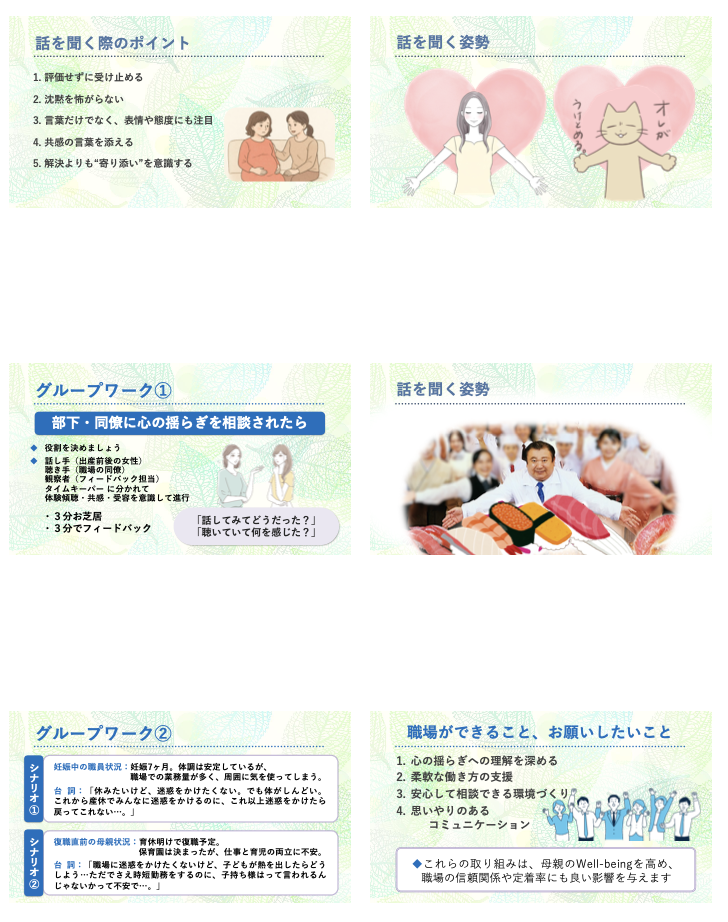 話を聞く際のポイント
1. 評価せずに受け止める
2. 沈黙を怖がらない
3. 言葉だけでなく、表情や態度にも注目
4. 共感の言葉を添える
5. 解決よりも“寄り添い”を意識する
話を聞く姿勢
オレが
うけとめる。
グループワーク①
部下・同僚に心の揺らぎを相談されたら
◆ 役割を決めましょう
◆ 話し手（出産前後の女性）
聴き手（職場の同僚）
観察者（フィードバック担当）
タイムキーパー に分かれて
体験傾聴・共感・受容を意識して進行
・３分お芝居
・３分でフィードバック
「話してみてどうだった？」
「聴いていて何を感じた？」
話を聞く姿勢
グループワーク②
シナリオ①
妊娠中の職員状況：妊娠7ヶ月。体調は安定しているが、
職場での業務量が多く、周囲に気を使ってしまう。
台 詞：「休みたいけど、迷惑をかけたくない。でも体がしんどい。
これから産休でみんなに迷惑をかけるのに、これ以上迷惑をかけたら
戻ってこれない…。」
シナリオ②
復職直前の母親状況：育休明けで復職予定。
保育園は決まったが、仕事と育児の両立に不安。
台 詞：「職場に迷惑をかけたくないけど、子どもが熱を出したらどう
しよう…ただでさえ時短勤務をするのに、子持ち様はって言われるん
じゃないかって不安で…。」
職場ができること、お願いしたいこと
1. 心の揺らぎへの理解を深める
2. 柔軟な働き方の支援
3. 安心して相談できる環境づくり
4. 思いやりのある
コミュニケーション
◆これらの取り組みは、母親のWell-beingを高め、
職場の信頼関係や定着率にも良い影響を与えます